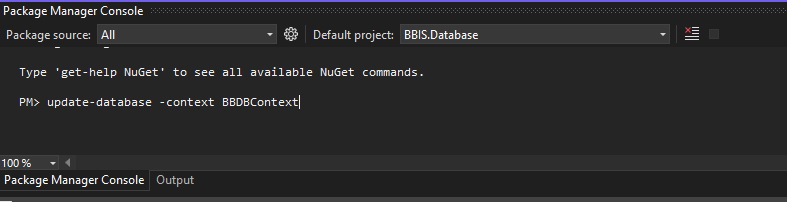 Package Manager Console
Package source: All Default project: BBIS.Database
Type 'get-help NuGet' to see all available NuGet commands.
PM> update-database -context BBDBContext
100 %
Package Manager Console Output